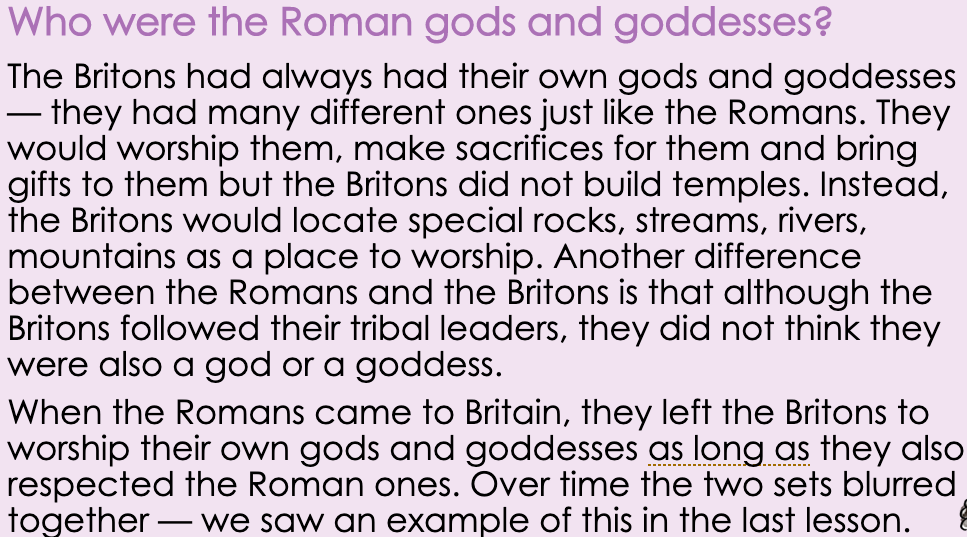 Who were the Roman gods and goddesses?
The Britons had always had their own gods and goddesses
— they had many different ones just like the Romans. They
would worship them, make sacrifices for them and bring
gifts to them but the Britons did not build temples. Instead,
the Britons would locate special rocks, streams, rivers,
mountains as a place to worship. Another difference
between the Romans and the Britons is that although the
Britons followed their tribal leaders, they did not think they
were also a god or a goddess.
When the Romans came to Britain, they left the Britons to
worship their own gods and goddesses as long as they also
respected the Roman ones. Over time the two sets blurred
together — we saw an example of this in the last lesson.